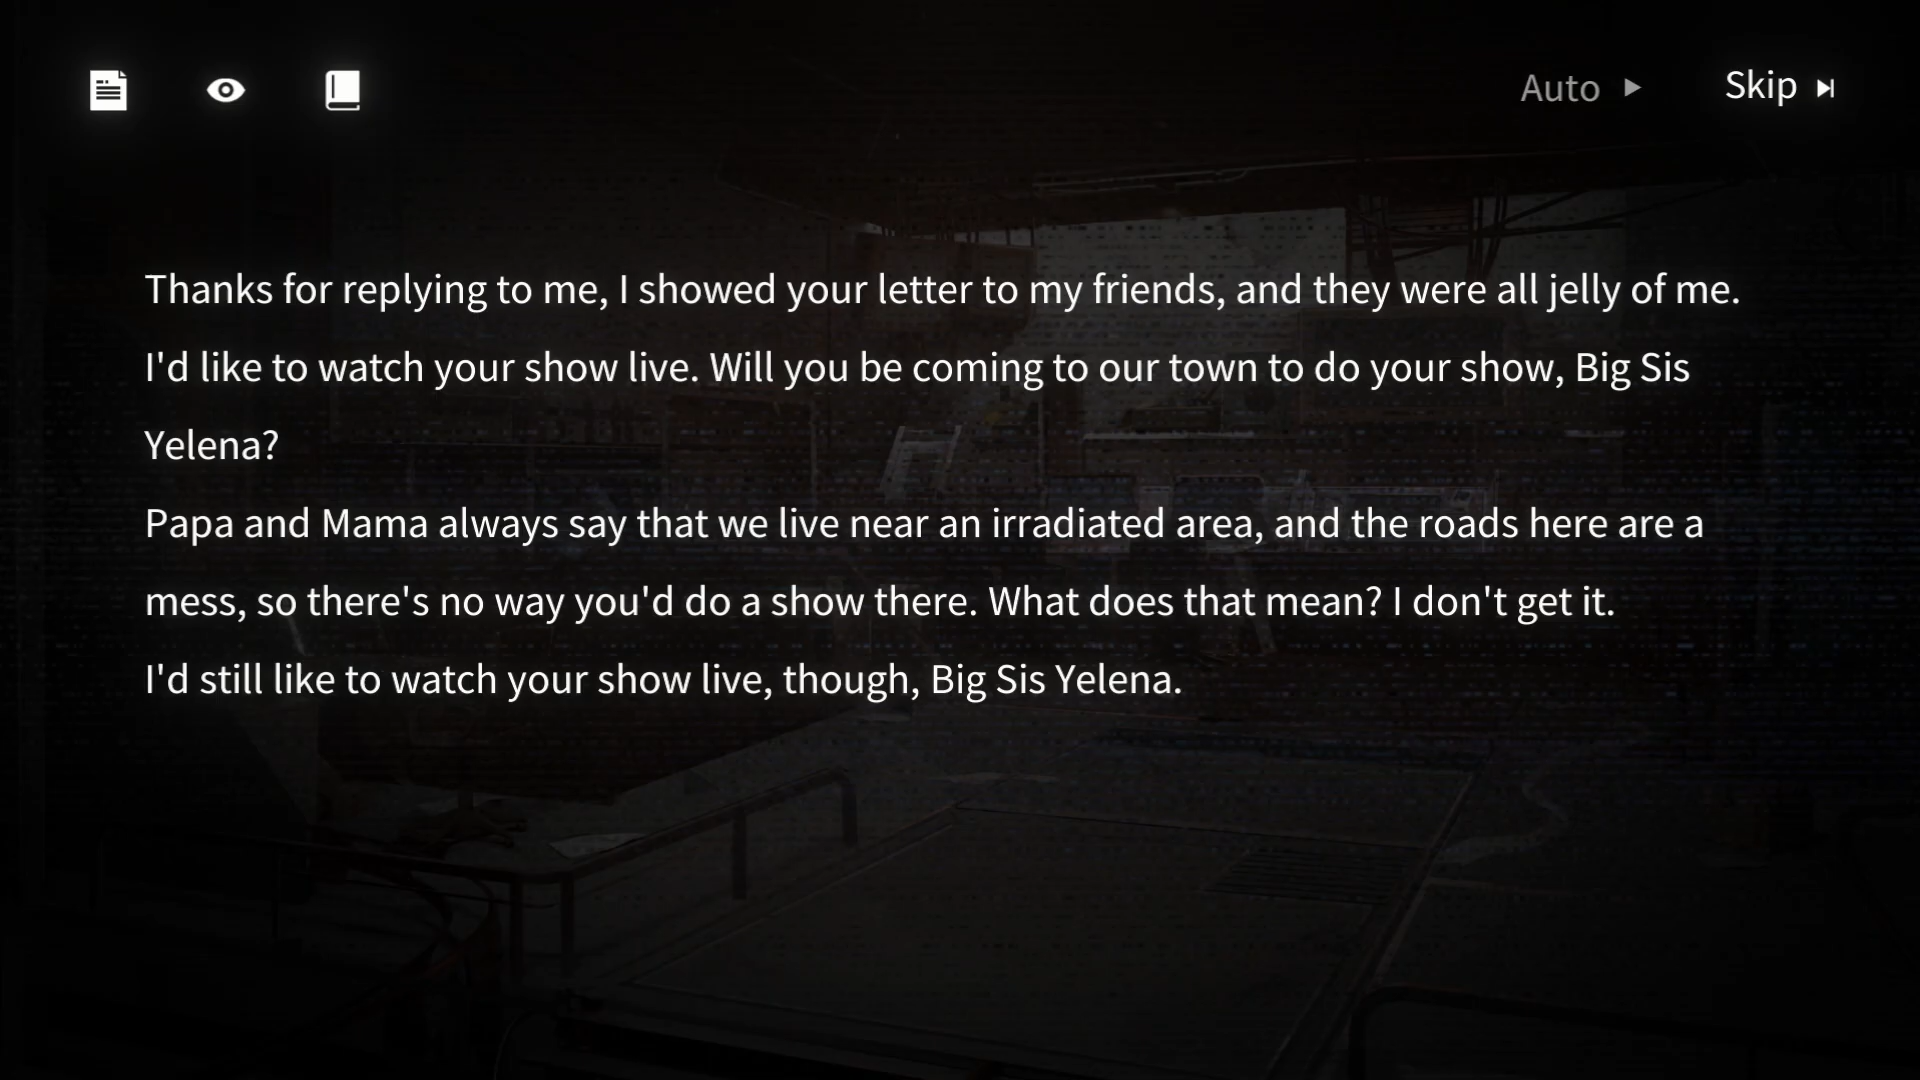 Auto
Skip
Thanks for replying to me, I showed your letter to my friends, and they were all jelly of me.
I'd like to watch your show live. Will you be coming to our town to do your show, Big Sis
Yelena?
Papa and Mama always say that we live near an irradiated area, and the roads here are a
mess, so there's no way you'd do a show there. What does that mean? I don't get it.
I'd still like to watch your show live, though, Big Sis Yelena.